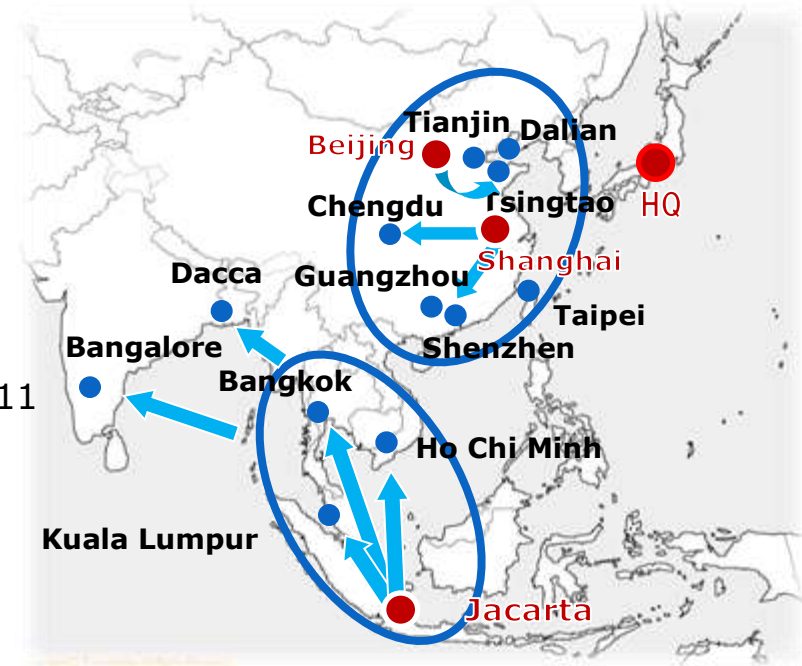 Tianjin
Dalian
Beijing
Tsingtao
HQ
Chengdu
Shanghai
Dacca
Guangzhou
Taipei
Bangalore
Shenzhen
Bangkok
11
Ho Chi Minh
Kuala Lumpur
Jacarta